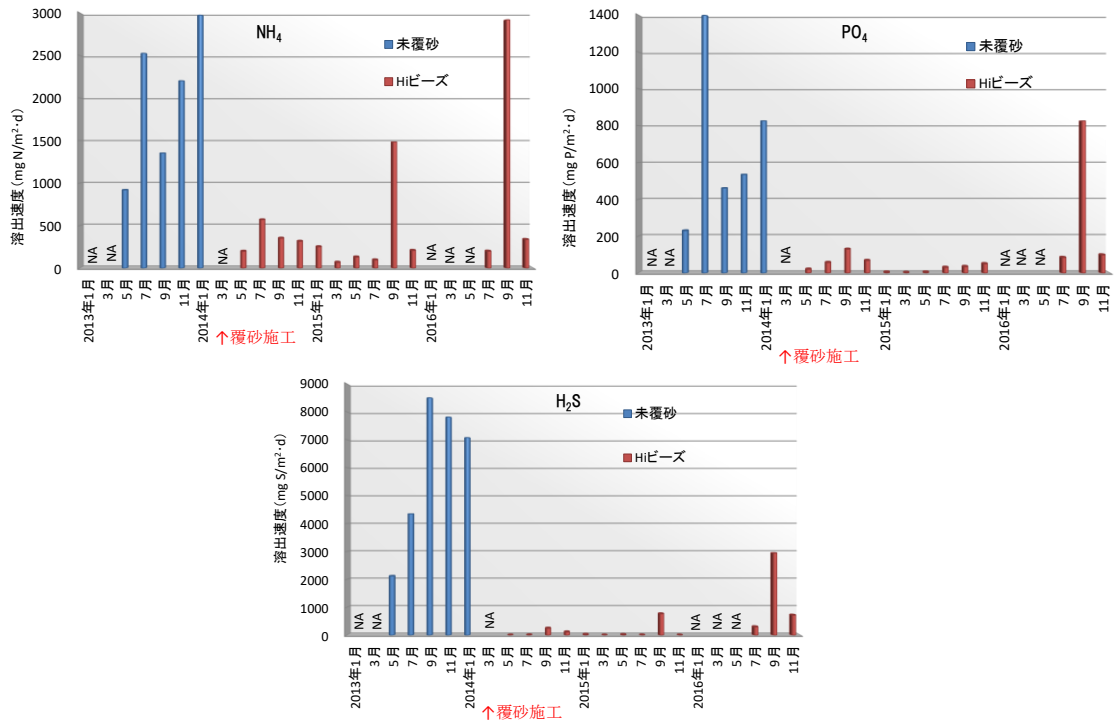 NH4
未覆砂
Hiビーズ
溶出速度(mg N/m²·d)
3000
2500
2000
1500
1000
500
0
NA
NA
NA
NA
NA
NA
2013年1月
3月
5月
7月
9月
11月
2014年1月
3月
5月
7月
9月
11月
2015年1月
3月
5月
7月
9月
11月
2016年1月
3月
5月
7月
9月
11月
↑覆砂施工
PO4
未覆砂
Hiビーズ
溶出速度(mg P/m²·d)
1400
1200
1000
800
600
400
200
0
NA
NA
NA
NA
NA
NA
2013年1月
3月
5月
7月
9月
11月
2014年1月
3月
5月
7月
9月
11月
2015年1月
3月
5月
7月
9月
11月
2016年1月
3月
5月
7月
9月
11月
↑覆砂施工
H2S
未覆砂
Hiビーズ
溶出速度(mg S/m²·d)
9000
8000
7000
6000
5000
4000
3000
2000
1000
0
NA
NA
NA
NA
NA
NA
2013年1月
3月
5月
7月
9月
11月
2014年1月
3月
5月
7月
9月
11月
2015年1月
3月
5月
7月
9月
11月
2016年1月
3月
5月
7月
9月
11月
↑覆砂施工